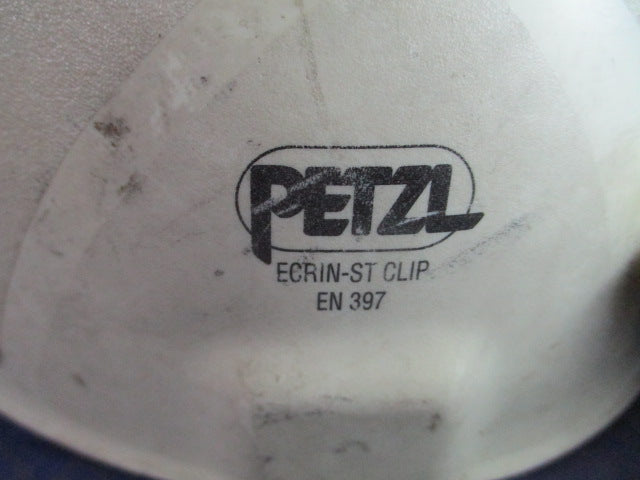 PETZL
ECRIN-ST CLIP
EN 397